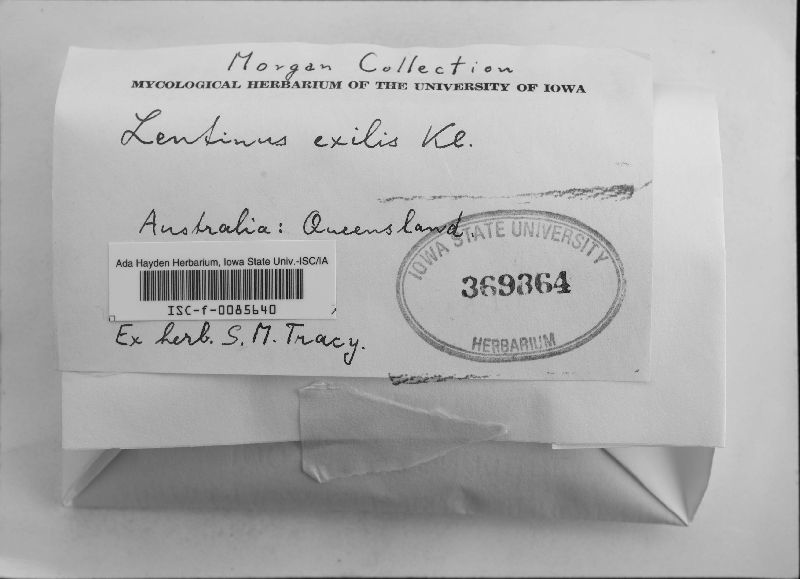 Morgan Collection
MYCOLOGICAL HERBARIUM OF THE UNIVERSITY OF IOWA
Lentinus exilis Kl.
Australia: Queensland.
IOWA STATE UNIVERSITY
369364
HERBARIUM
Ada Hayden Herbarium, Iowa State Univ.-ISC/IA
ISC-f-0085640
Ex herb. S. M. Tracy.